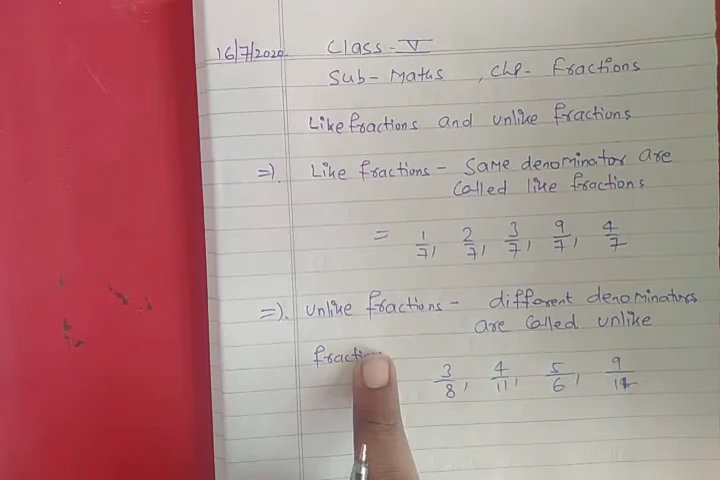 16/7/2020 Class - V
Sub - Maths , chp - Fractions
Like fractions and unlike fractions
=). Like fractions - Same denominator are
called like fractions
= 1/7, 2/7, 3/7, 9/7, 4/7
=). Unlike fractions - different denominators
are called unlike
3/8, 4/11, 5/6, 9/12